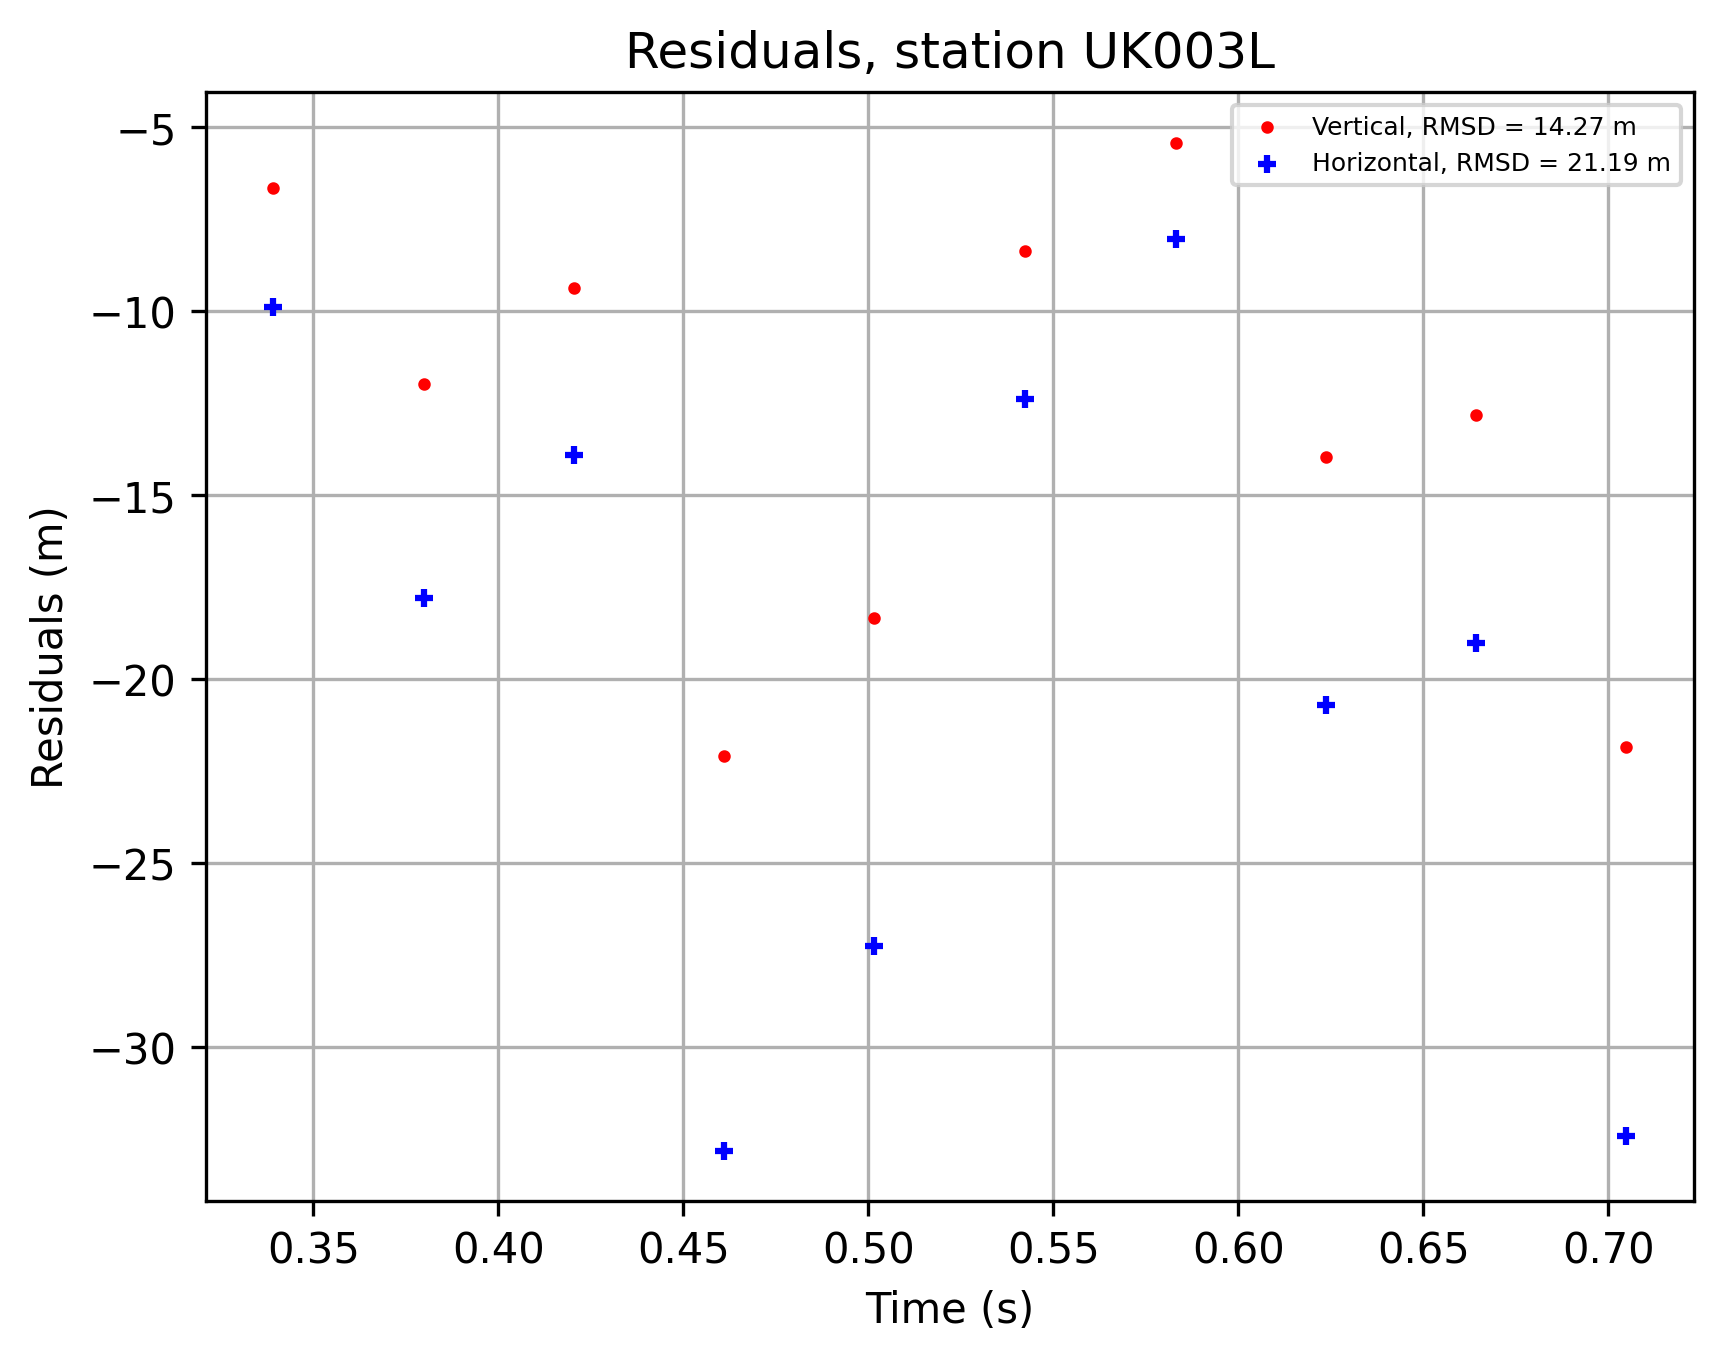 Residuals, station UK003L
Vertical, RMSD = 14.27 m
Horizontal, RMSD = 21.19 m
−5
−10
−15
−20
−25
−30
Residuals (m)
0.35 0.40 0.45 0.50 0.55 0.60 0.65 0.70
Time (s)